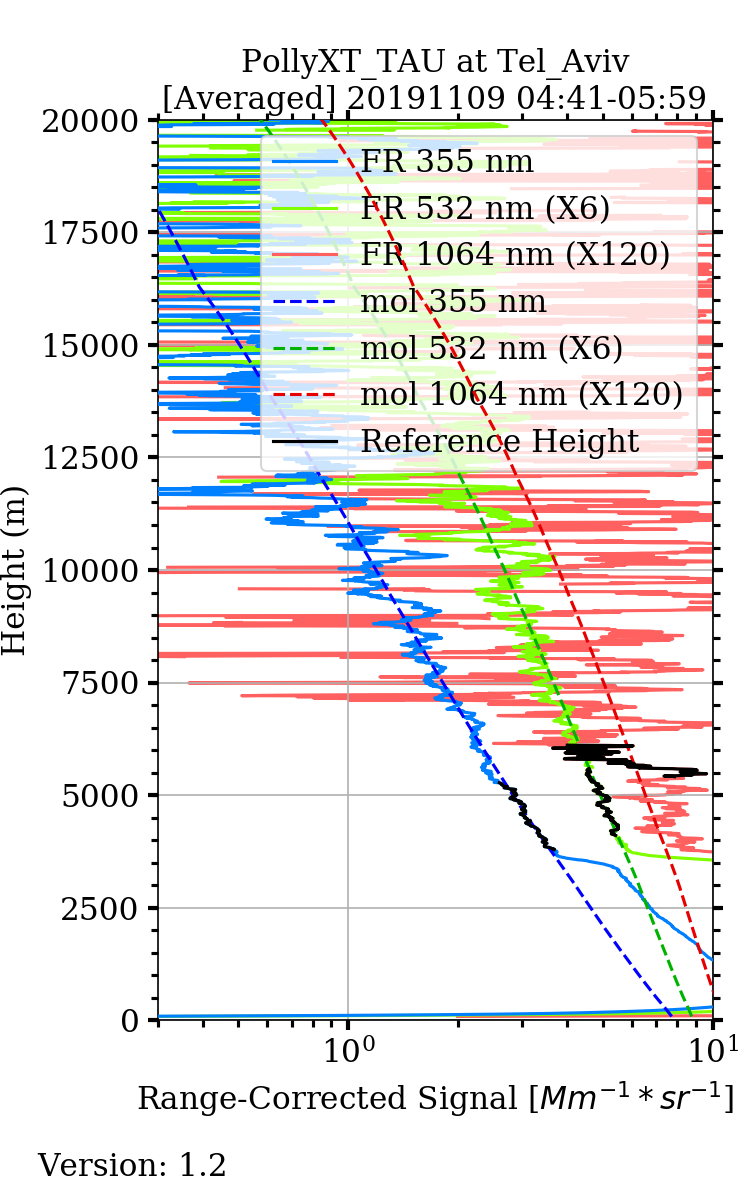 PollyXT_TAU at Tel_Aviv
[Averaged] 20191109 04:41-05:59
20000
17500
15000
12500
10000
7500
5000
2500
0
Height (m)
FR 355 nm
FR 532 nm (X6)
FR 1064 nm (X120)
mol 355 nm
mol 532 nm (X6)
mol 1064 nm (X120)
Reference Height
10⁰ 10¹
Range-Corrected Signal [Mm⁻¹ * sr⁻¹]
Version: 1.2